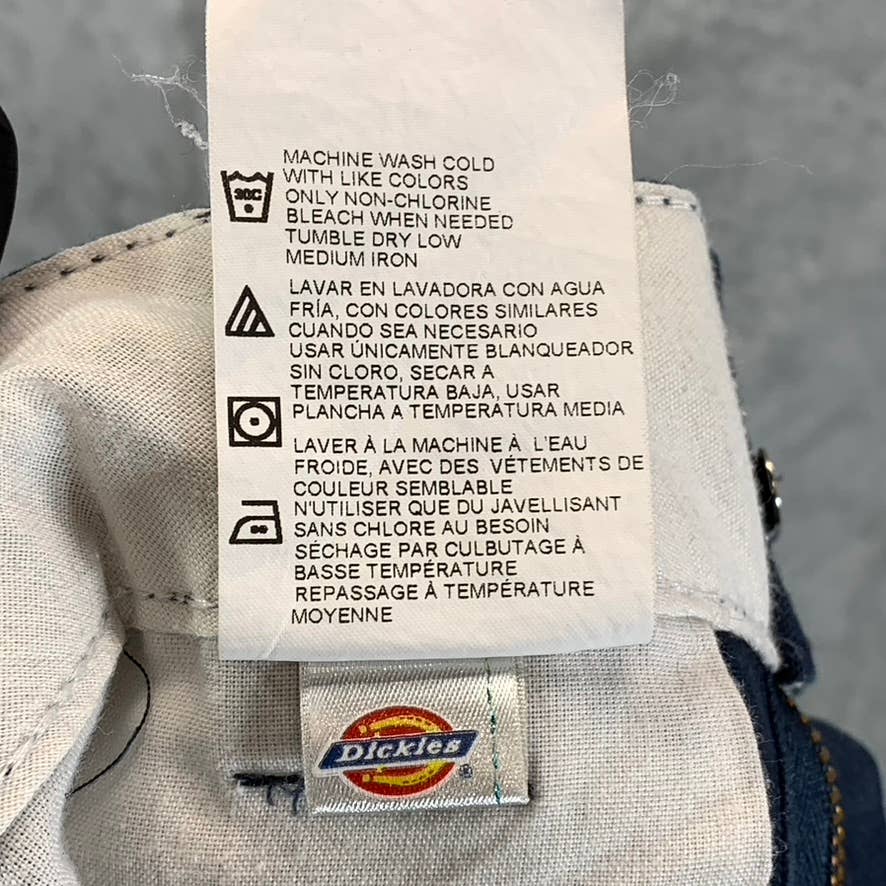 MACHINE WASH COLD
WITH LIKE COLORS
ONLY NON-CHLORINE
BLEACH WHEN NEEDED
TUMBLE DRY LOW
MEDIUM IRON
30C
LAVAR EN LAVADORA CON AGUA
FRÍA, CON COLORES SIMILARES
CUANDO SEA NECESARIO
USAR ÚNICAMENTE BLANQUEADOR
SIN CLORO, SECAR A
TEMPERATURA BAJA, USAR
PLANCHA A TEMPERATURA MEDIA
LAVER À LA MACHINE À L'EAU
FROIDE, AVEC DES VÉTEMENTS DE
COULEUR SEMBLABLE
N'UTILISER QUE DU JAVELLISANT
SANS CHLORE AU BESOIN
SÉCHAGE PAR CULBUTAGE À
BASSE TEMPÉRATURE
REPASSAGE À TEMPÉRATURE
MOYENNE
Dickies
®